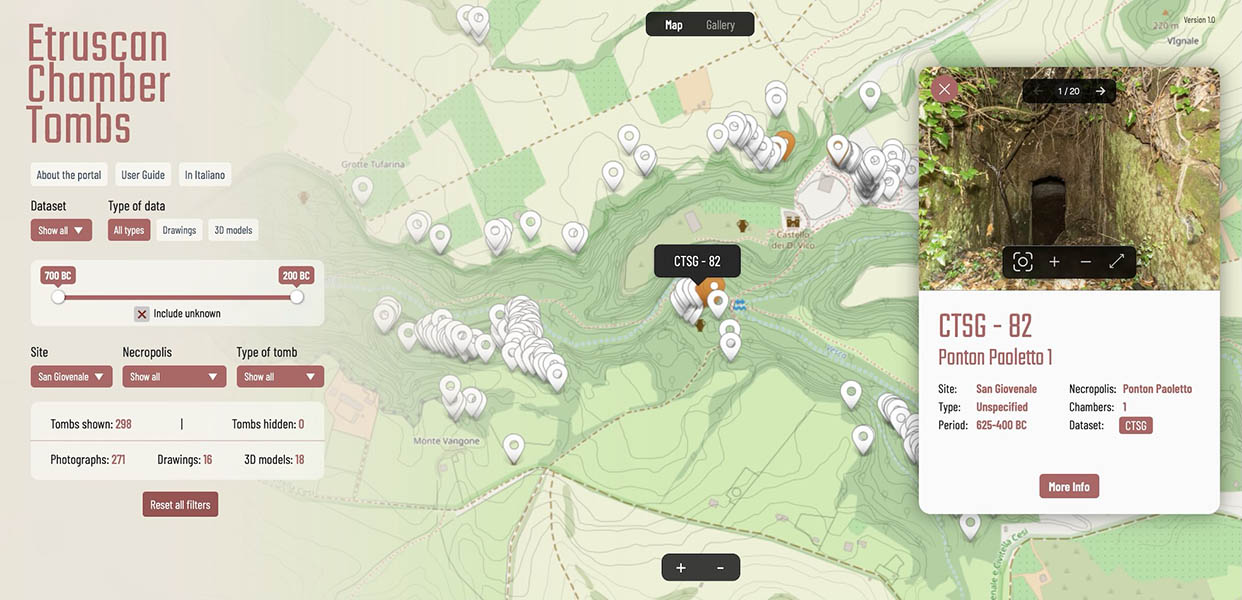 Etruscan
Chamber
Tombs
About the portal
User Guide
In Italiano
Dataset
Type of data
Show all
All types
Drawings
3D models
700 BC
200 BC
Include unknown
Site
Necropolis
Type of tomb
San Giovenale
Show all
Show all
Tombs shown: 298 | Tombs hidden: 0
Photographs: 271 Drawings: 16 3D models: 18
Reset all filters
Map Gallery
Version 1.0
220 m
Vignale
Grotte Tufarina
Castello
dei Di Vico
CTSG - 82
Vesca
Monte Vangone
+ -
1 / 20
CTSG - 82
Ponton Paoletto 1
Site: San Giovenale
Necropolis: Ponton Paoletto
Type: Unspecified
Chambers: 1
Period: 625-400 BC
Dataset: CTSG
More Info